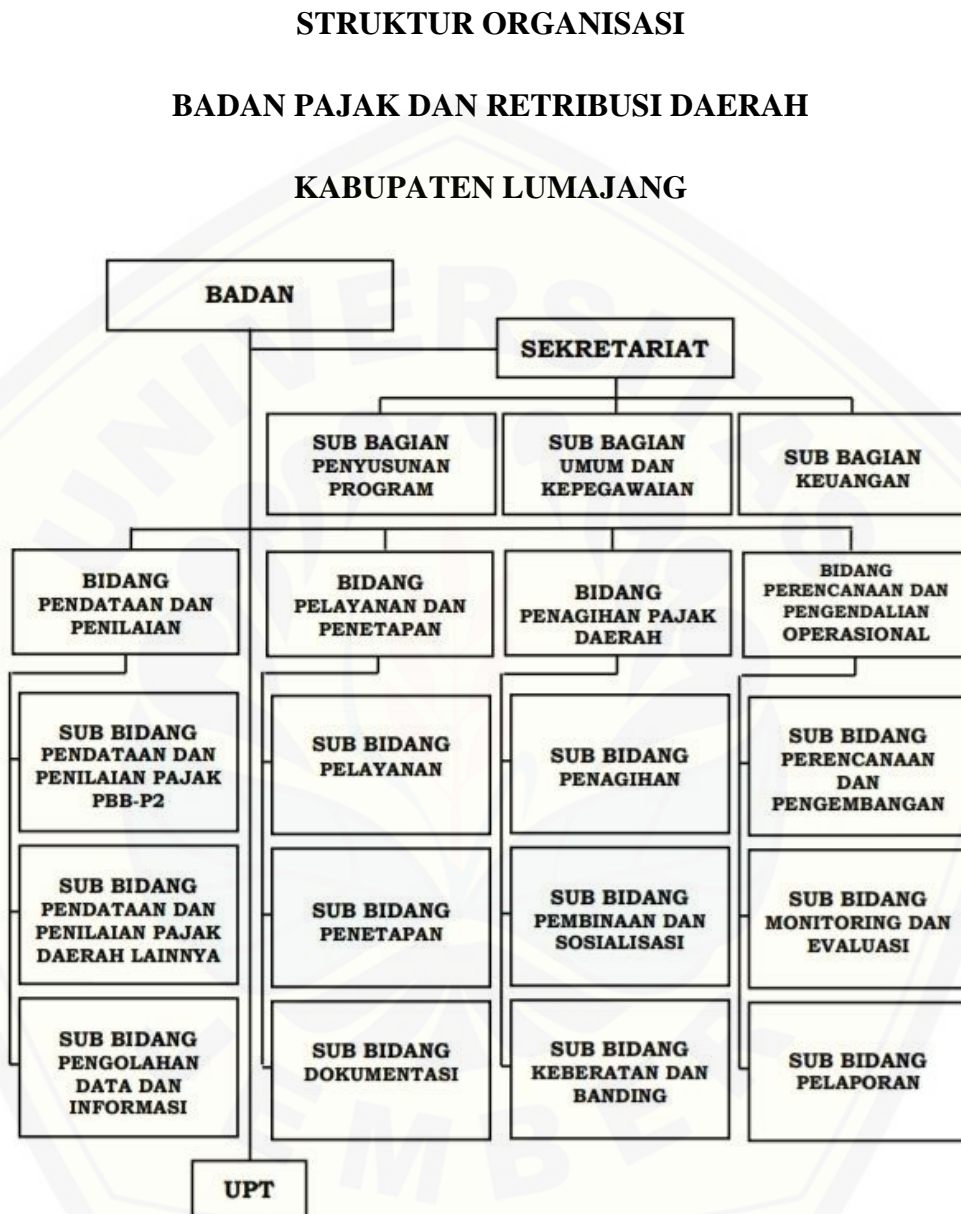 STRUKTUR ORGANISASI
BADAN PAJAK DAN RETRIBUSI DAERAH
KABUPATEN LUMAJANG
BADAN
SEKRETARIAT
SUB BAGIAN
PENYUSUNAN
PROGRAM
SUB BAGIAN
UMUM DAN
KEPEGAWAIAN
SUB BAGIAN
KEUANGAN
BIDANG
PENDATAAN DAN
PENILAIAN
BIDANG
PELAYANAN DAN
PENETAPAN
BIDANG
PENAGIHAN PAJAK
DAERAH
BIDANG
PERENCANAAN DAN
PENGENDALIAN
OPERASIONAL
SUB BIDANG
PENDATAAN DAN
PENILAIAN PAJAK
PBB-P2
SUB BIDANG
PELAYANAN
SUB BIDANG
PENAGIHAN
SUB BIDANG
PERENCANAAN
DAN
PENGEMBANGAN
SUB BIDANG
PENDATAAN DAN
PENILAIAN PAJAK
DAERAH LAINNYA
SUB BIDANG
PENETAPAN
SUB BIDANG
PEMBINAAN DAN
SOSIALISASI
SUB BIDANG
MONITORING DAN
EVALUASI
SUB BIDANG
PENGOLAHAN
DATA DAN
INFORMASI
SUB BIDANG
DOKUMENTASI
SUB BIDANG
KEBERATAN DAN
BANDING
SUB BIDANG
PELAPORAN
UPT
UNIVERSITAS
JEMBER